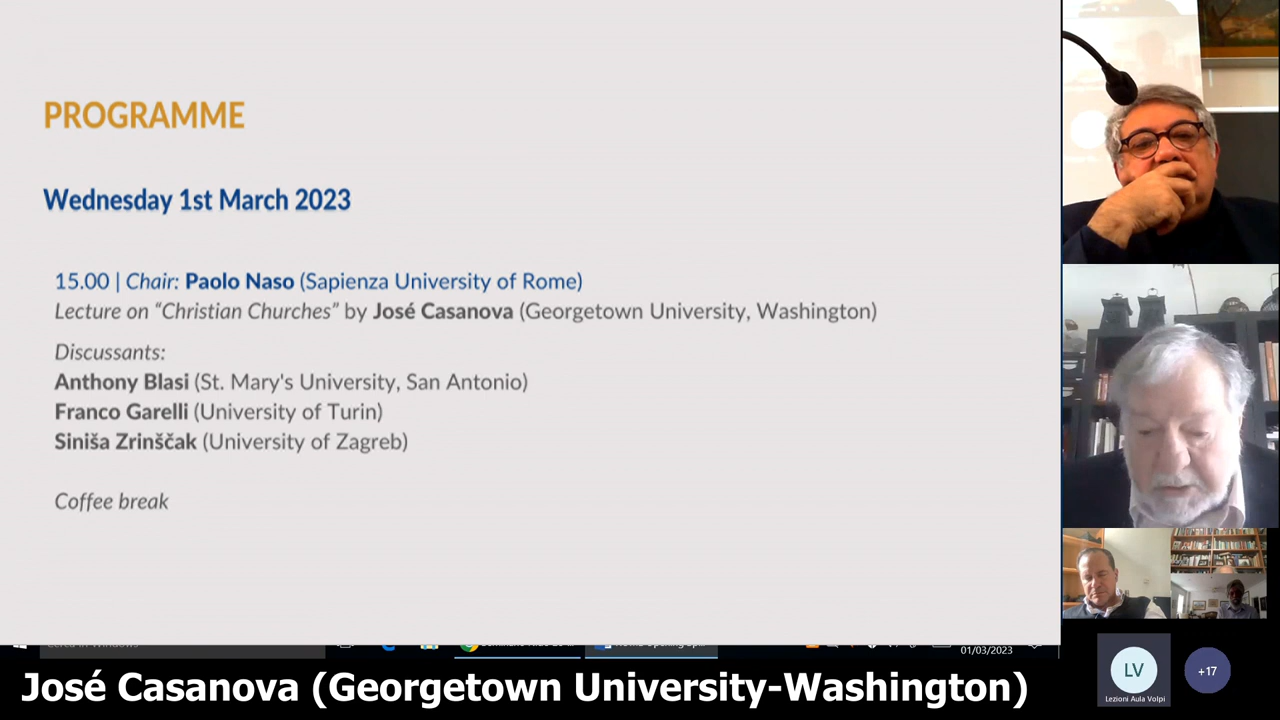 PROGRAMME
Wednesday 1st March 2023
15.00 | Chair: Paolo Naso (Sapienza University of Rome)
Lecture on “Christian Churches” by José Casanova (Georgetown University, Washington)
Discussants:
Anthony Blasi (St. Mary's University, San Antonio)
Franco Garelli (University of Turin)
Siniša Zrinščak (University of Zagreb)
Coffee break
01/03/2023
José Casanova (Georgetown University-Washington)
LV
Lezioni Aula Volpi
+17